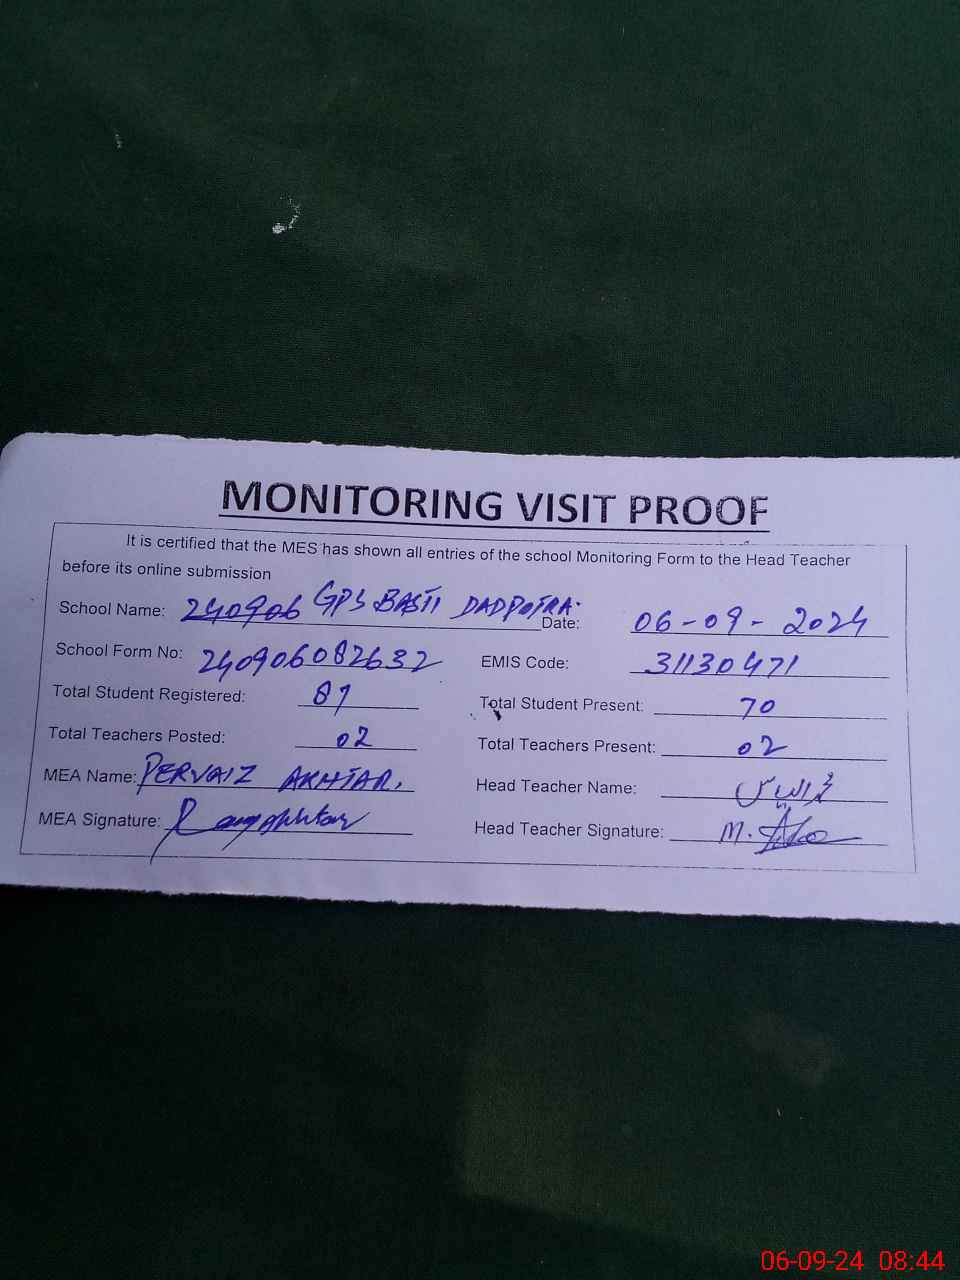 MONITORING VISIT PROOF
It is certified that the MES has shown all entries of the school Monitoring Form to the Head Teacher
before its online submission
School Name: 240906 GPS BASTI DADPOTRA. Date: 06-09-2024
School Form No: 240906082632 EMIS Code: 31130471
Total Student Registered: 87 Total Student Present: 70
Total Teachers Posted: 02 Total Teachers Present: 02
MEA Name: PERVAIZ AKHTAR. Head Teacher Name:
MEA Signature: Head Teacher Signature: M.
06-09-24 08:44